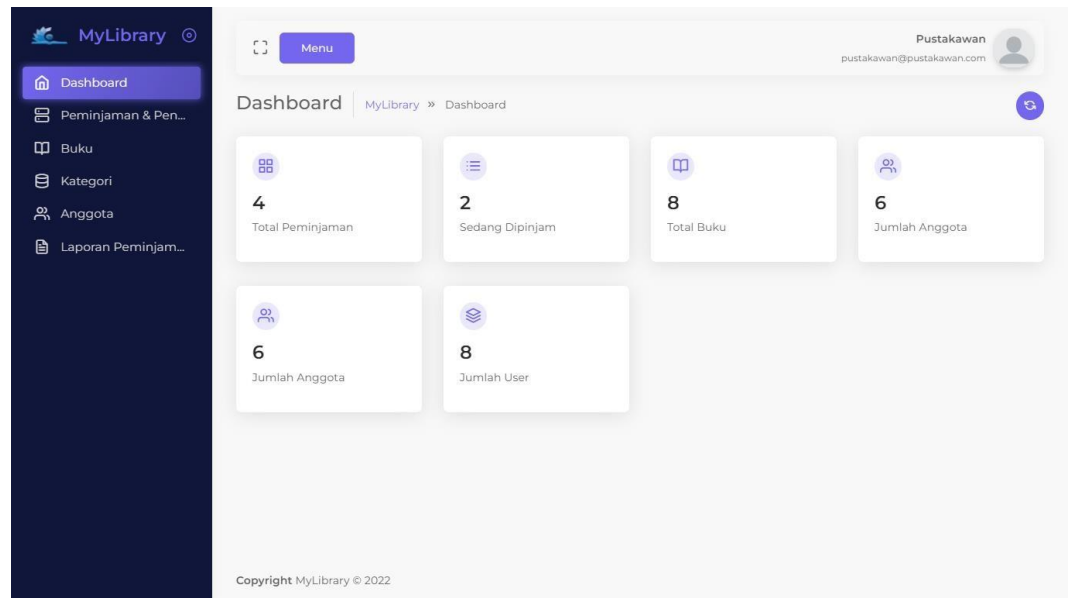 MyLibrary
Dashboard
Peminjaman & Pen...
Buku
Kategori
Anggota
Laporan Peminjam...
Menu
Pustakawan
pustakawan@pustakawan.com
Dashboard
MyLibrary » Dashboard
4
Total Peminjaman
2
Sedang Dipinjam
8
Total Buku
6
Jumlah Anggota
6
Jumlah Anggota
8
Jumlah User
Copyright MyLibrary © 2022